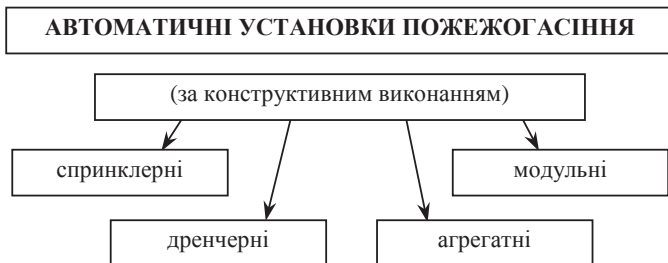 АВТОМАТИЧНІ УСТАНОВКИ ПОЖЕЖОГАСІННЯ
(за конструктивним виконанням)
спринклерні
модульні
дренчерні
агрегатні